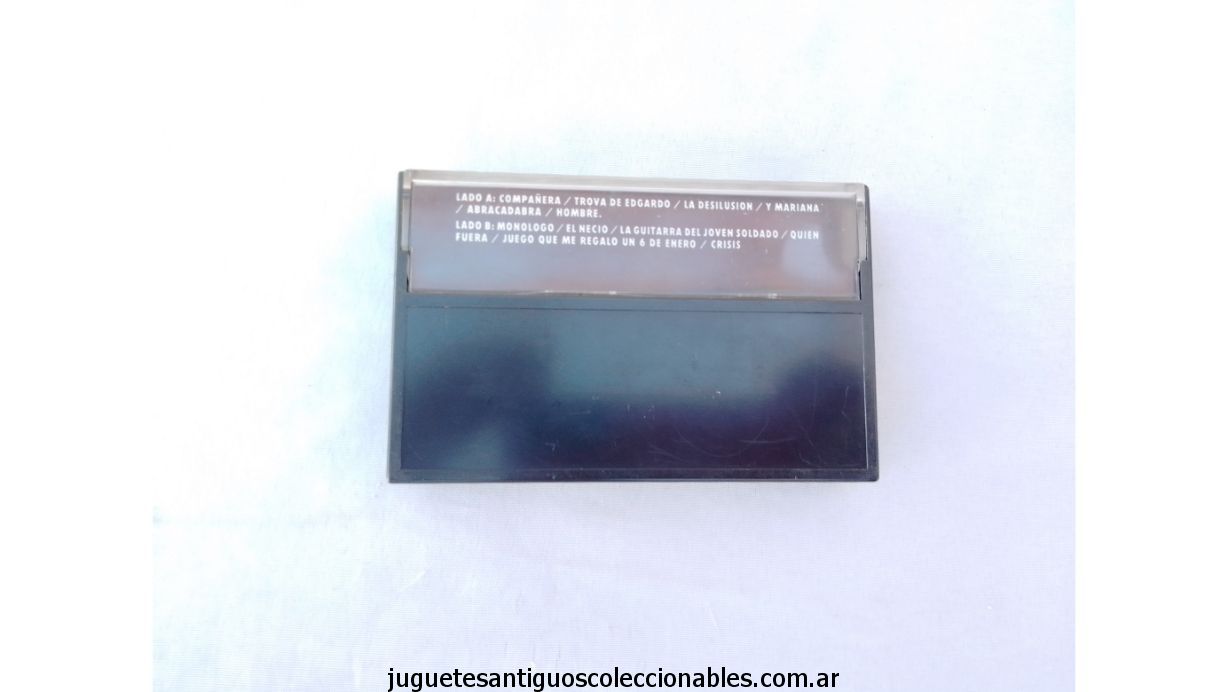 LADO A: COMPAÑERA / TROVA DE EDGARDO / LA DESILUSION / Y MARIANA
/ ABRACADABRA / HOMBRE.
LADO B: MONOLOGO / EL NECIO / LA GUITARRA DEL JOVEN SOLDADO / QUIEN
FUERA / JUEGO QUE ME REGALO UN 6 DE ENERO / CRISIS
juguetesantiguoscoleccionables.com.ar